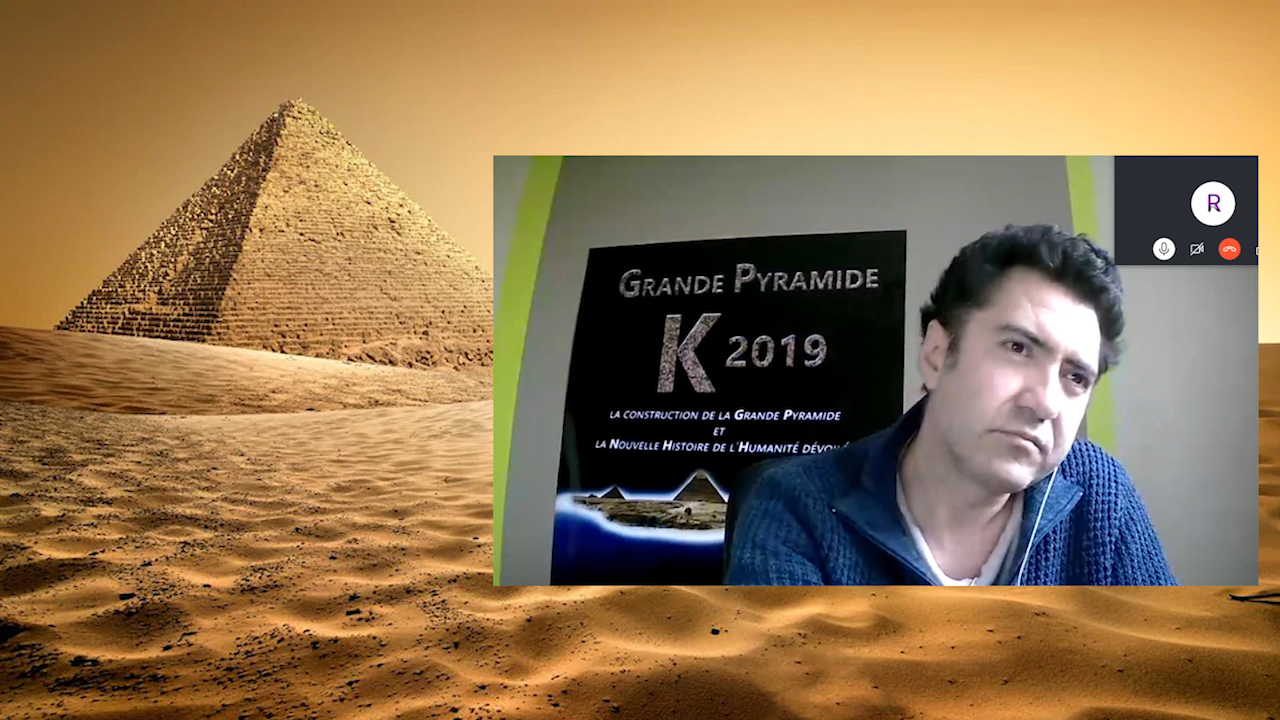 GRANDE PYRAMIDE
K 2019
LA CONSTRUCTION DE LA GRANDE PYRAMIDE
ET
LA NOUVELLE HISTOIRE DE L'HUMANITÉ
R